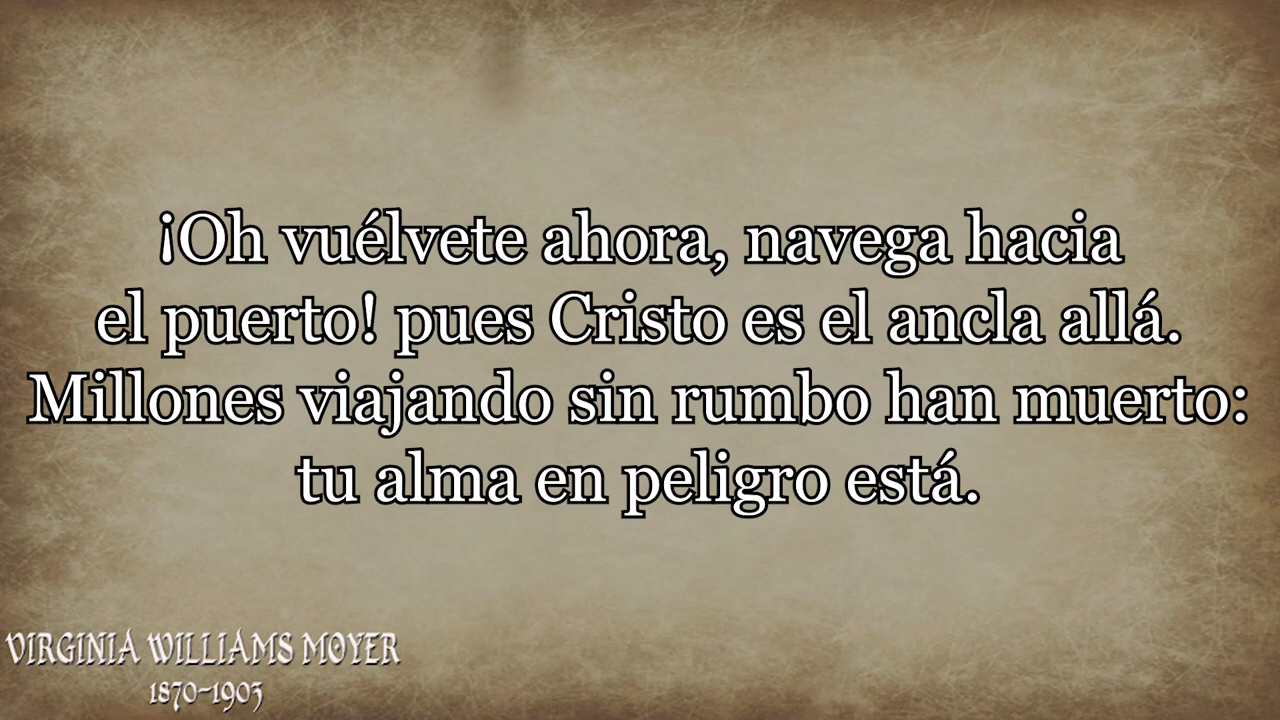 ¡Oh vuélvete ahora, navega hacia
el puerto! pues Cristo es el ancla allá.
Millones viajando sin rumbo han muerto:
tu alma en peligro está.
VIRGINIA WILLIAMS MOYER
1870-1903